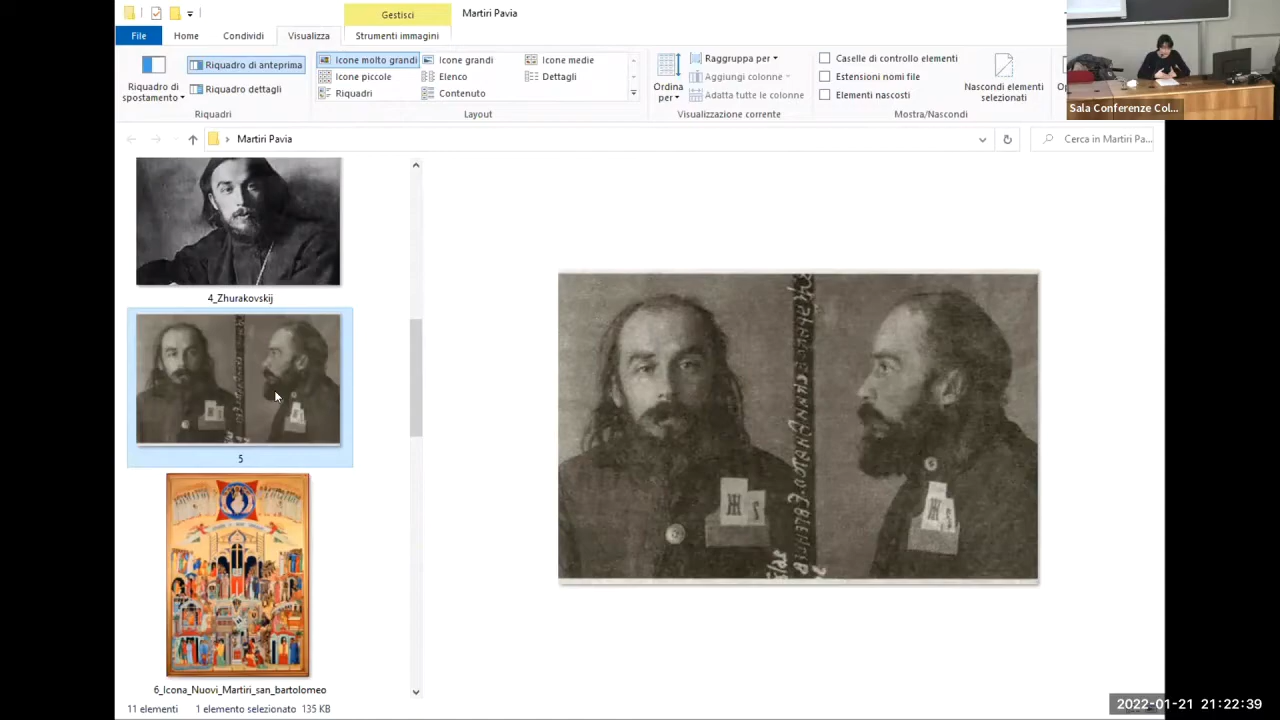 Gestisci
Martiri Pavia
File
Home
Condividi
Visualizza
Strumenti immagini
Riquadro di spostamento
Riquadro di anteprima
Riquadro dettagli
Riquadri
Icone molto grandi
Icone grandi
Icone medie
Icone piccole
Elenco
Dettagli
Riquadri
Contenuto
Layout
Ordina per
Raggruppa per
Aggiungi colonne
Adatta tutte le colonne
Visualizzazione corrente
Caselle di controllo elementi
Estensioni nomi file
Elementi nascosti
Nascondi elementi selezionati
Mostra/Nascondi
Sala Conferenze Col...
Martiri Pavia
Cerca in Martiri Pa...
4_Zhurakovskij
5
6_Icona_Nuovi_Martiri_san_bartolomeo
Ж
11 elementi
1 elemento selezionato 135 KB
2022-01-21 21:22:39